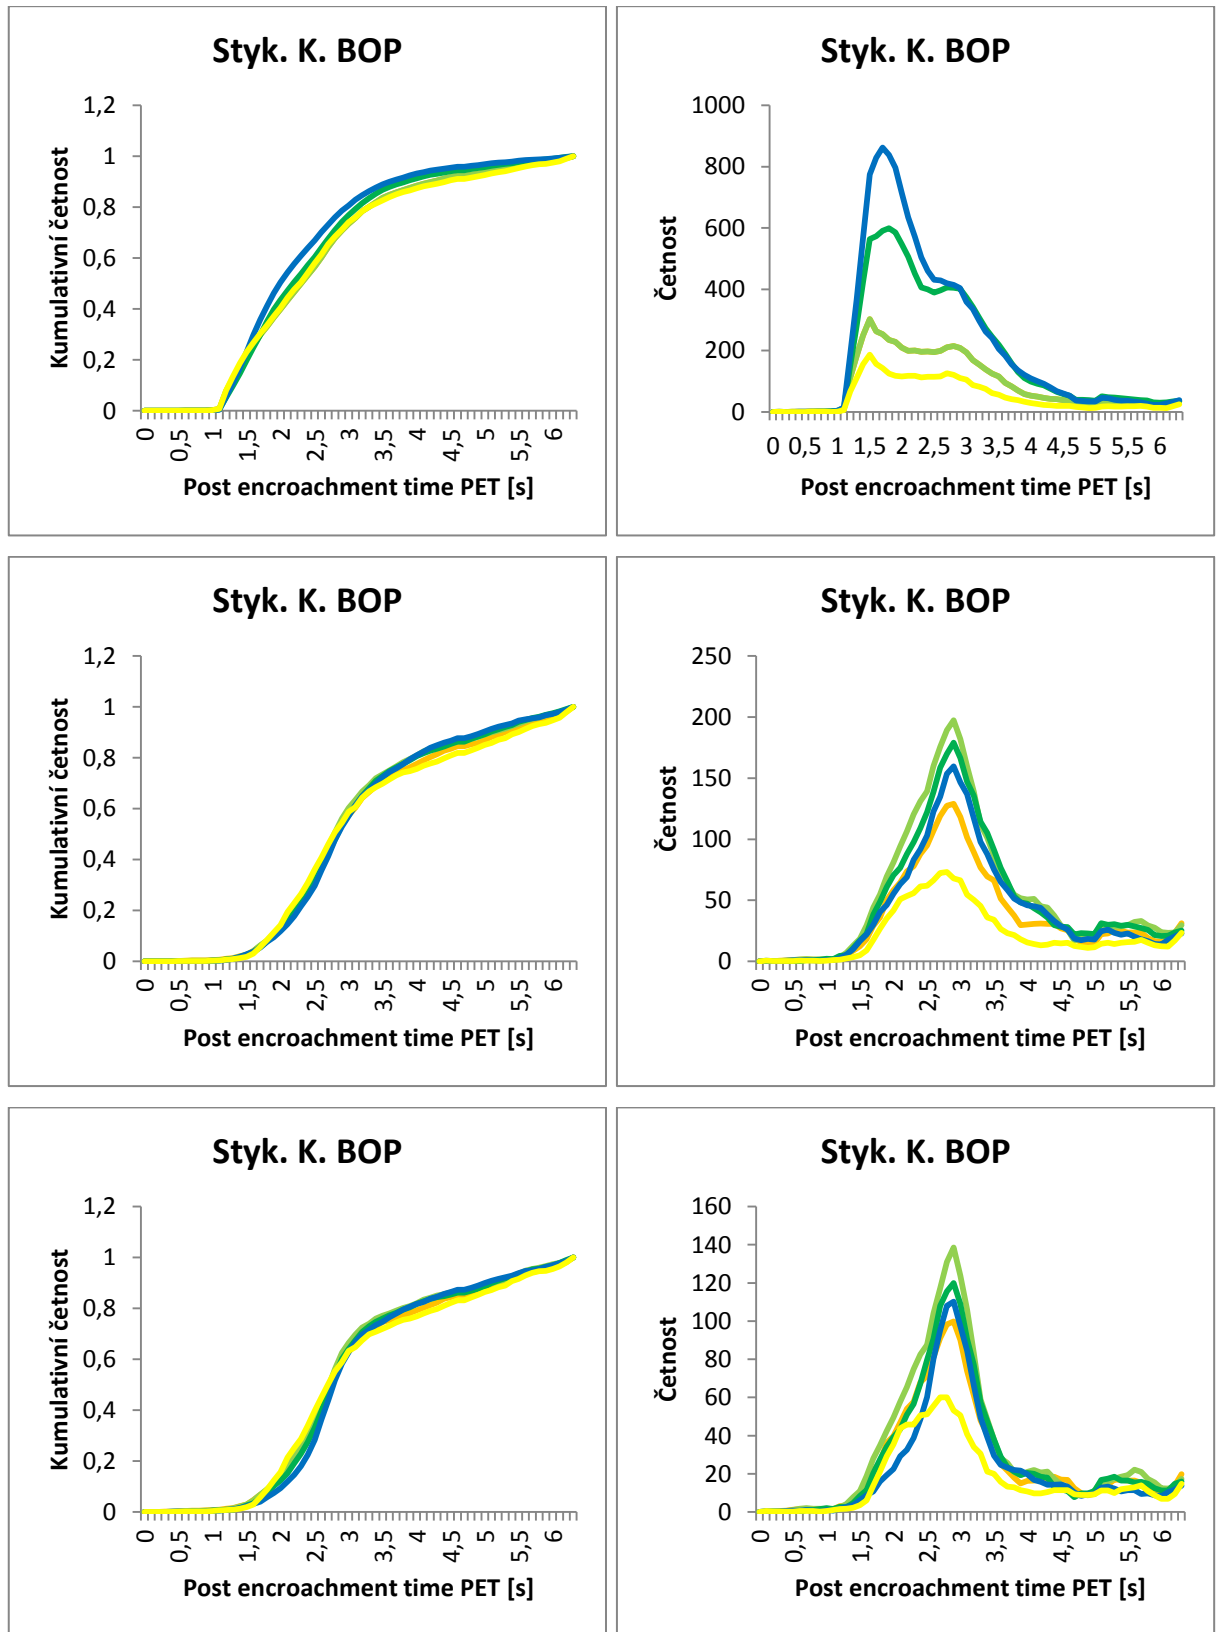 Styk. K. BOP
Kumulativní četnost
1,2
1
0,8
0,6
0,4
0,2
0
0 0,5 1 1,5 2 2,5 3 3,5 4 4,5 5 5,5 6
Post encroachment time PET [s]
Styk. K. BOP
Četnost
1000
800
600
400
200
0
0 0,5 1 1,5 2 2,5 3 3,5 4 4,5 5 5,5 6
Post encroachment time PET [s]
Styk. K. BOP
Kumulativní četnost
1,2
1
0,8
0,6
0,4
0,2
0
0 0,5 1 1,5 2 2,5 3 3,5 4 4,5 5 5,5 6
Post encroachment time PET [s]
Styk. K. BOP
Četnost
250
200
150
100
50
0
0 0,5 1 1,5 2 2,5 3 3,5 4 4,5 5 5,5 6
Post encroachment time PET [s]
Styk. K. BOP
Kumulativní četnost
1,2
1
0,8
0,6
0,4
0,2
0
0 0,5 1 1,5 2 2,5 3 3,5 4 4,5 5 5,5 6
Post encroachment time PET [s]
Styk. K. BOP
Četnost
160
140
120
100
80
60
40
20
0
0 0,5 1 1,5 2 2,5 3 3,5 4 4,5 5 5,5 6
Post encroachment time PET [s]